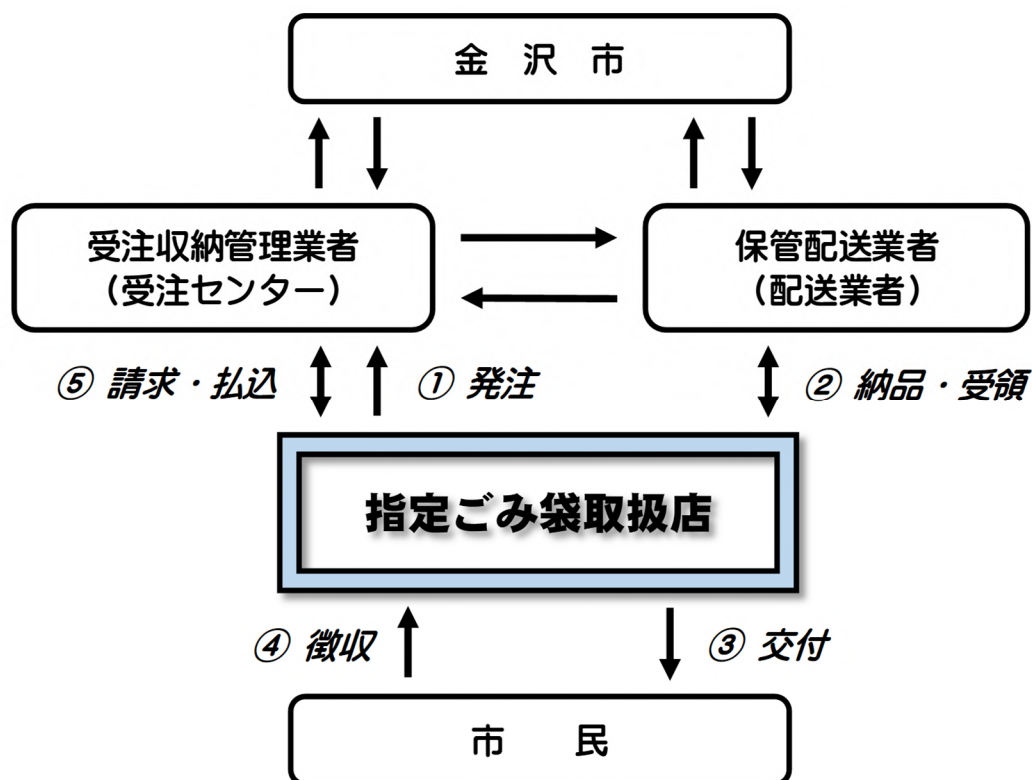 金 沢 市
受注収納管理業者
（受注センター）
保管配送業者
（配送業者）
⑤ 請求・払込
① 発注
② 納品・受領
指定ごみ袋取扱店
④ 徴収
③ 交付
市 民